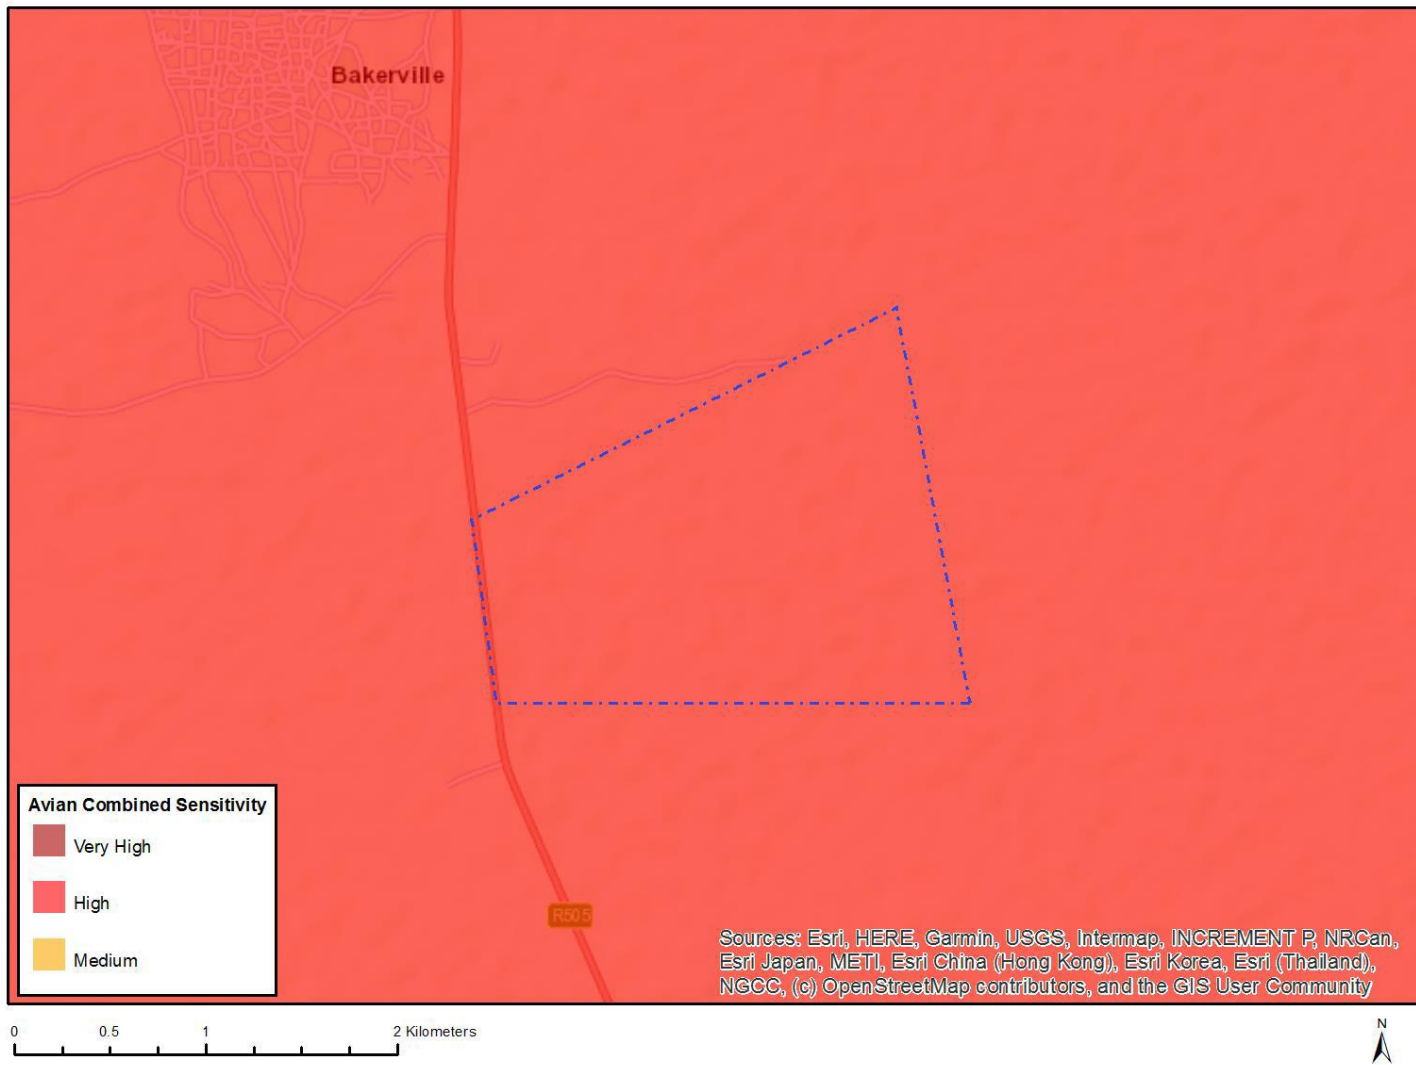 Bakerville
Avian Combined Sensitivity
Very High
High
Medium
R505
Sources: Esri, HERE, Garmin, USGS, Intermap, INCREMENT P, NRCan,
Esri Japan, METI, Esri China (Hong Kong), Esri Korea, Esri (Thailand),
NGCC, (c) OpenStreetMap contributors, and the GIS User Community
0 0.5 1 2 Kilometers
N